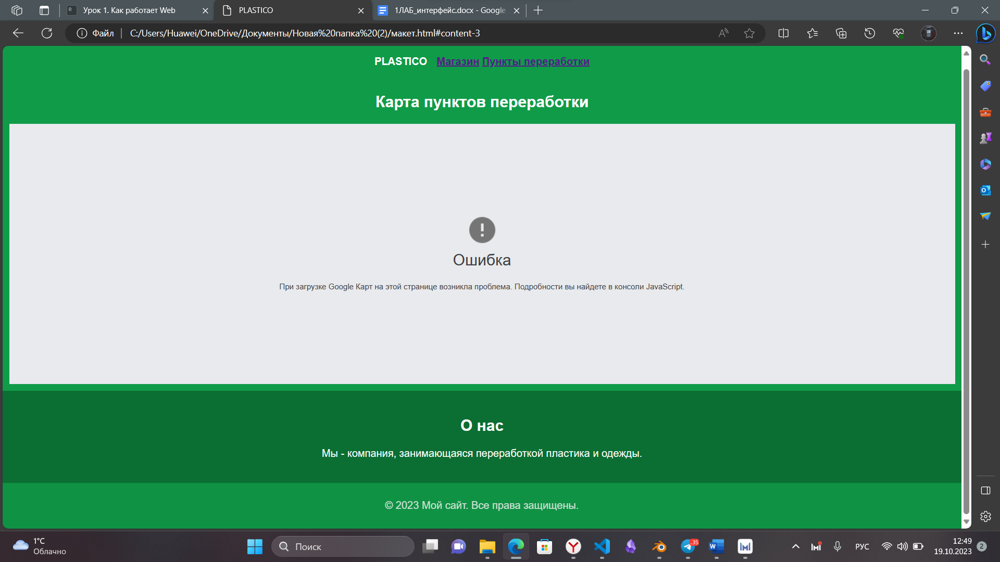 Урок 1. Как работает Web
PLASTICO
1ЛАБ_интерфейс.docx - Google
Файл
C:/Users/Huawei/OneDrive/Документы/Новая%20папка%20(2)/макет.html#content-3
PLASTICO Магазин Пункты переработки
Карта пунктов переработки
Ошибка
При загрузке Google Карт на этой странице возникла проблема. Подробности вы найдете в консоли JavaScript.
О нас
Мы - компания, занимающаяся переработкой пластика и одежды.
© 2023 Мой сайт. Все права защищены.
1°C
Облачно
Поиск
35
РУС
12:49
19.10.2023
2